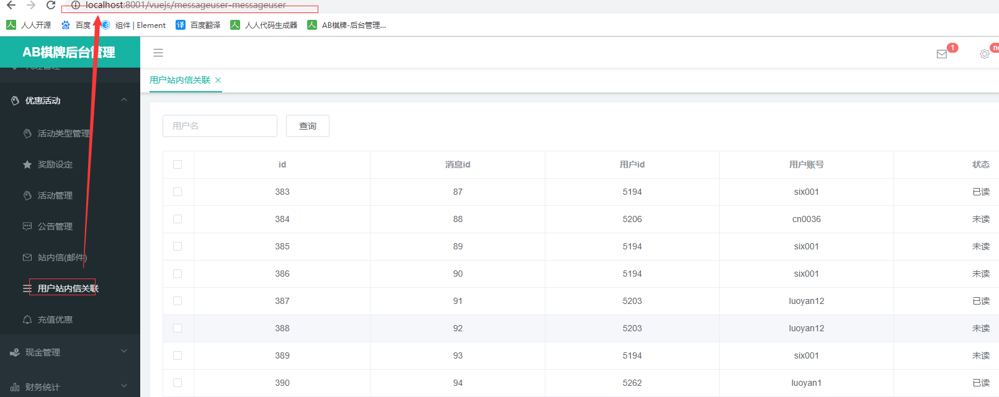 localhost:8001/vuejs/messageuser-messageuser
人人开源 百度 组件 | Element 百度翻译 人人代码生成器 AB棋牌-后台管理...
AB棋牌后台管理
1
ne
代理管理
用户站内信关联 ×
优惠活动
活动类型管理
奖励设定
活动管理
公告管理
站内信(邮件)
用户站内信关联
充值优惠
现金管理
财务统计
用户名 查询
id 消息id 用户id 用户账号 状态
383 87 5194 six001 已读
384 88 5206 cn0036 未读
385 89 5194 six001 未读
386 90 5194 six001 未读
387 91 5203 luoyan12 已读
388 92 5203 luoyan12 未读
389 93 5194 six001 未读
390 94 5262 luoyan1 已读